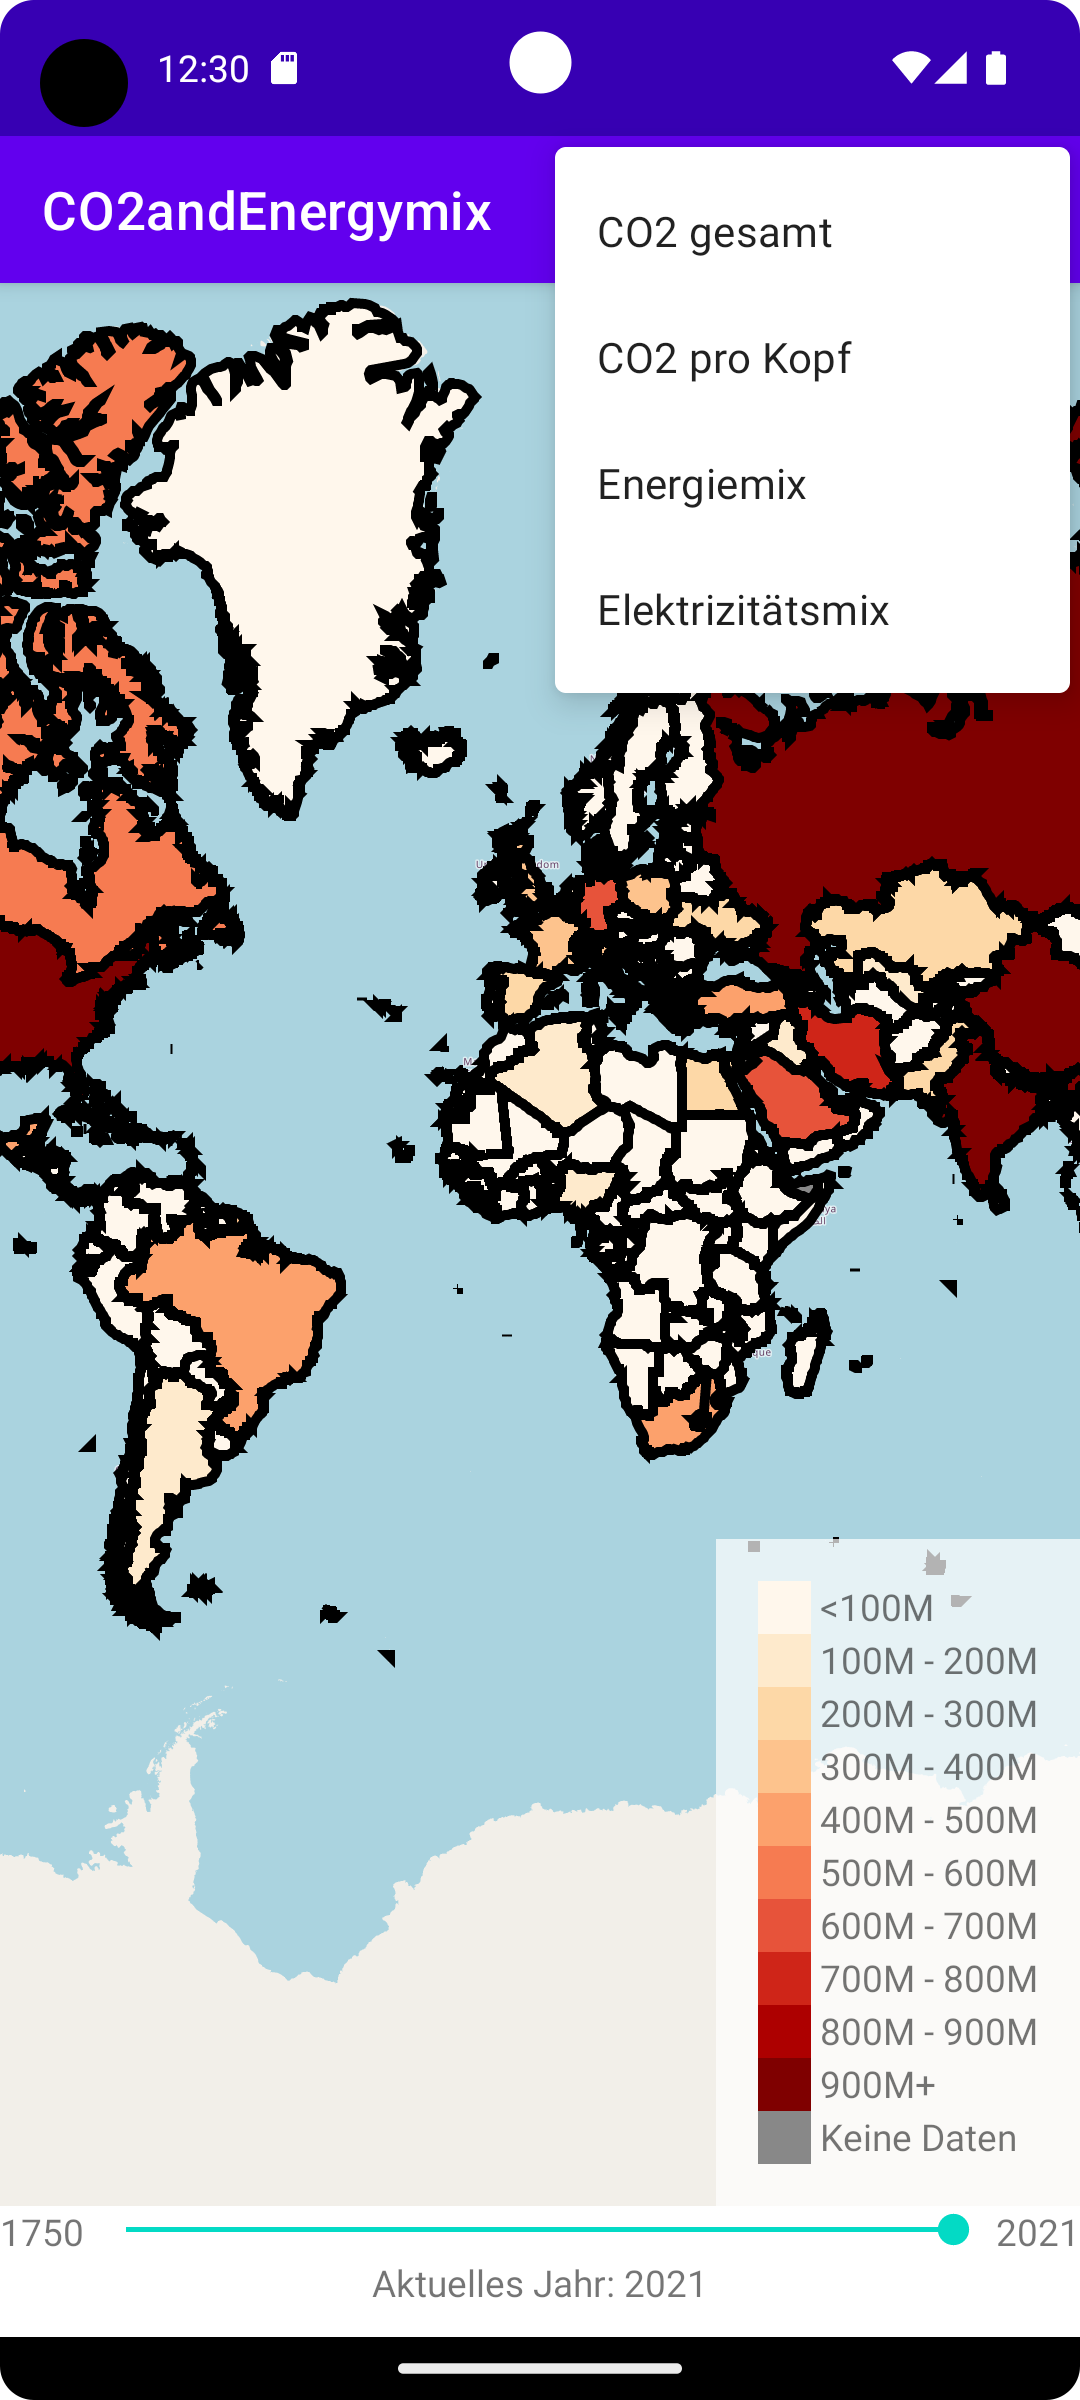 12:30
CO2andEnergymix
CO2 gesamt
CO2 pro Kopf
Energiemix
Elektrizitätsmix
<100M
100M - 200M
200M - 300M
300M - 400M
400M - 500M
500M - 600M
600M - 700M
700M - 800M
800M - 900M
900M+
Keine Daten
1750
2021
Aktuelles Jahr: 2021